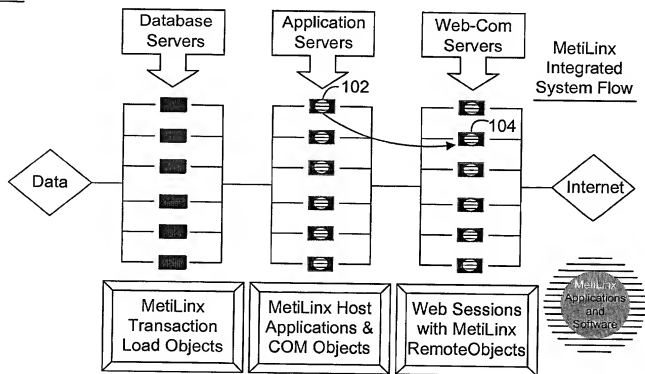 Database
Servers
Application
Servers
Web-Com
Servers
MetiLinx
Integrated
System Flow
102
104
Data
Internet
MetiLinx
Transaction
Load Objects
MetiLinx Host
Applications &
COM Objects
Web Sessions
with MetiLinx
RemoteObjects
MetiLinx
Applications
and
Software